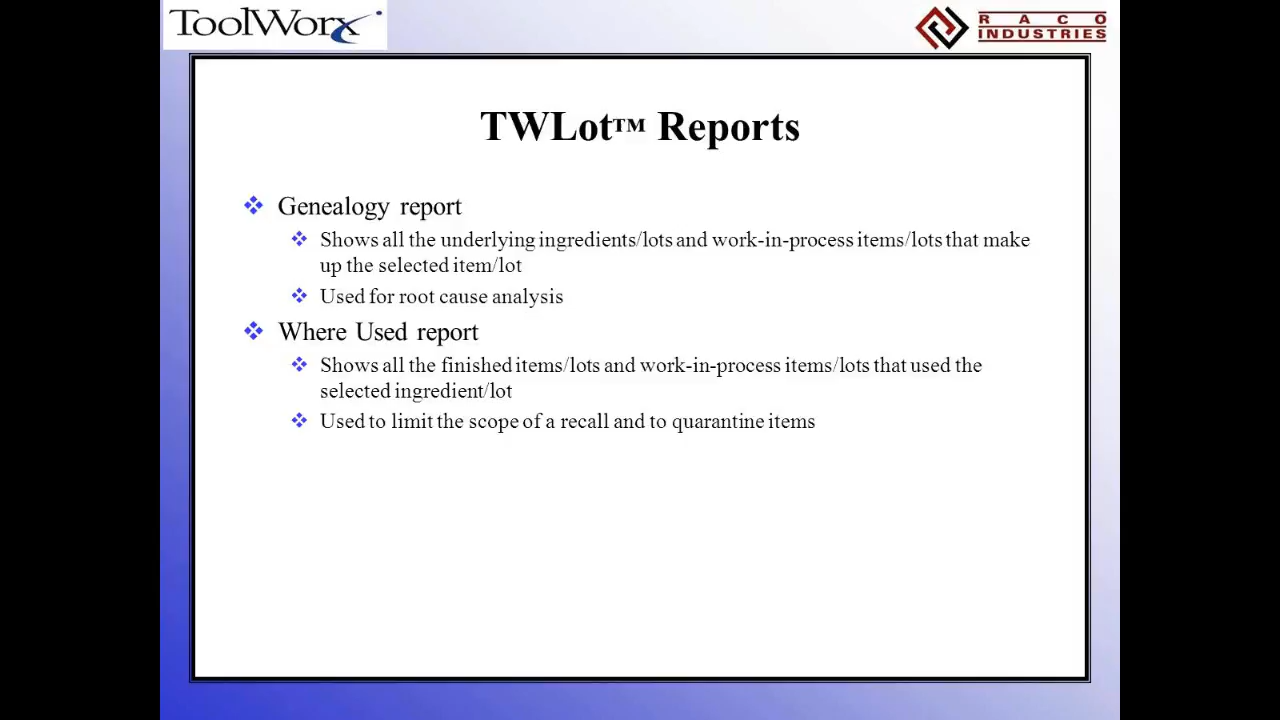 ToolWorx
RACO
INDUSTRIES
TWLot™ Reports
Genealogy report
Shows all the underlying ingredients/lots and work-in-process items/lots that make
up the selected item/lot
Used for root cause analysis
Where Used report
Shows all the finished items/lots and work-in-process items/lots that used the
selected ingredient/lot
Used to limit the scope of a recall and to quarantine items